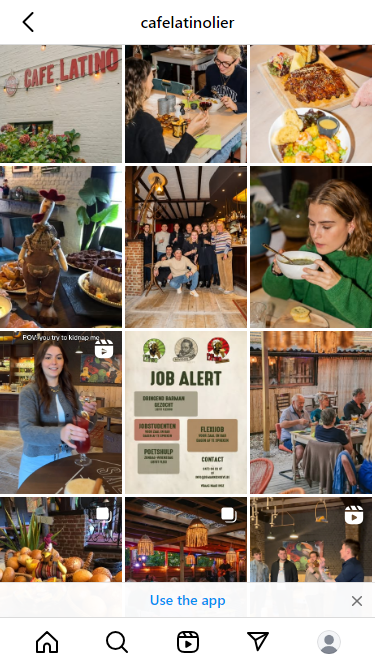 cafelatinolier
CAFE LATINO
POV: you try to kidnap me
JOB ALERT
DRINGEND BARMAN
GEZOCHT
JOBSTUDENTEN
FLEXIJOB
POETSHULP
CONTACT
Use the app